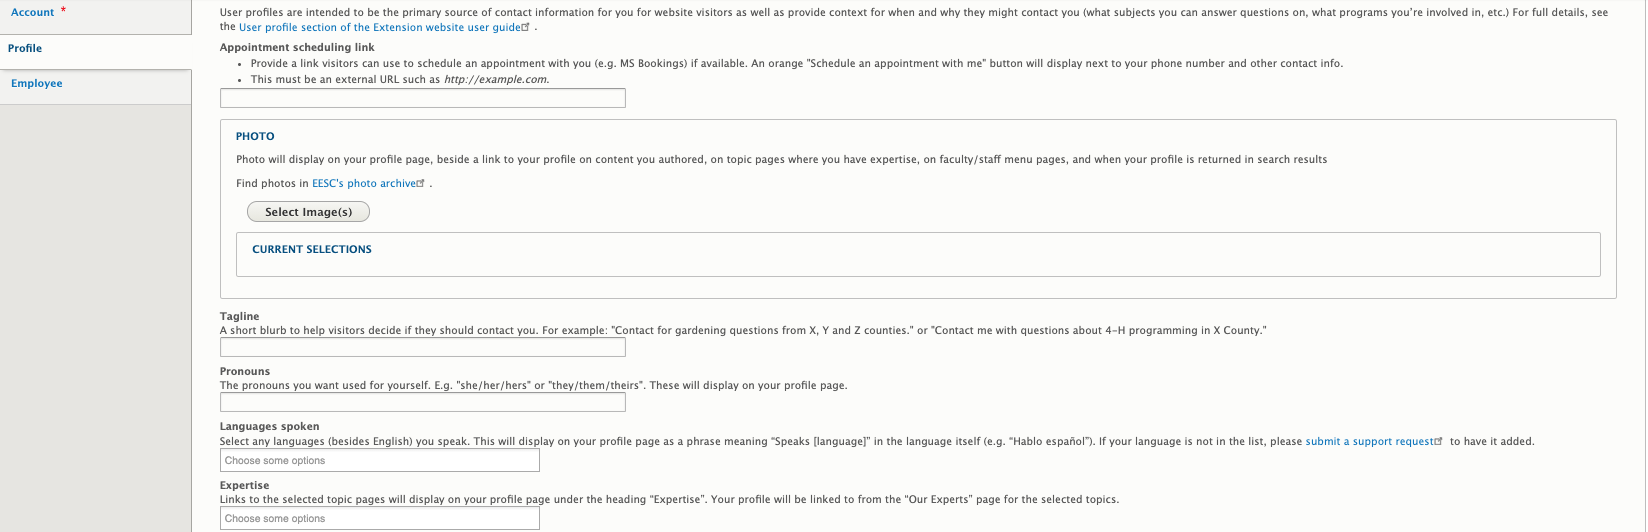 Account *
Profile
Employee
User profiles are intended to be the primary source of contact information for you for website visitors as well as provide context for when and why they might contact you (what subjects you can answer questions on, what programs you're involved in, etc.) For full details, see
the User profile section of the Extension website user guide .
Appointment scheduling link
• Provide a link visitors can use to schedule an appointment with you (e.g. MS Bookings) if available. An orange "Schedule an appointment with me" button will display next to your phone number and other contact info.
• This must be an external URL such as http://example.com.
PHOTO
Photo will display on your profile page, beside a link to your profile on content you authored, on topic pages where you have expertise, on faculty/staff menu pages, and when your profile is returned in search results
Find photos in EESC's photo archive .
Select Image(s)
CURRENT SELECTIONS
Tagline
A short blurb to help visitors decide if they should contact you. For example: "Contact for gardening questions from X, Y and Z counties." or "Contact me with questions about 4-H programming in X County."
Pronouns
The pronouns you want used for yourself. E.g. "she/her/hers" or "they/them/theirs". These will display on your profile page.
Languages spoken
Select any languages (besides English) you speak. This will display on your profile page as a phrase meaning “Speaks [language]” in the language itself (e.g. “Hablo español”). If your language is not in the list, please submit a support request to have it added.
Choose some options
Expertise
Links to the selected topic pages will display on your profile page under the heading “Expertise”. Your profile will be linked to from the “Our Experts” page for the selected topics.
Choose some options